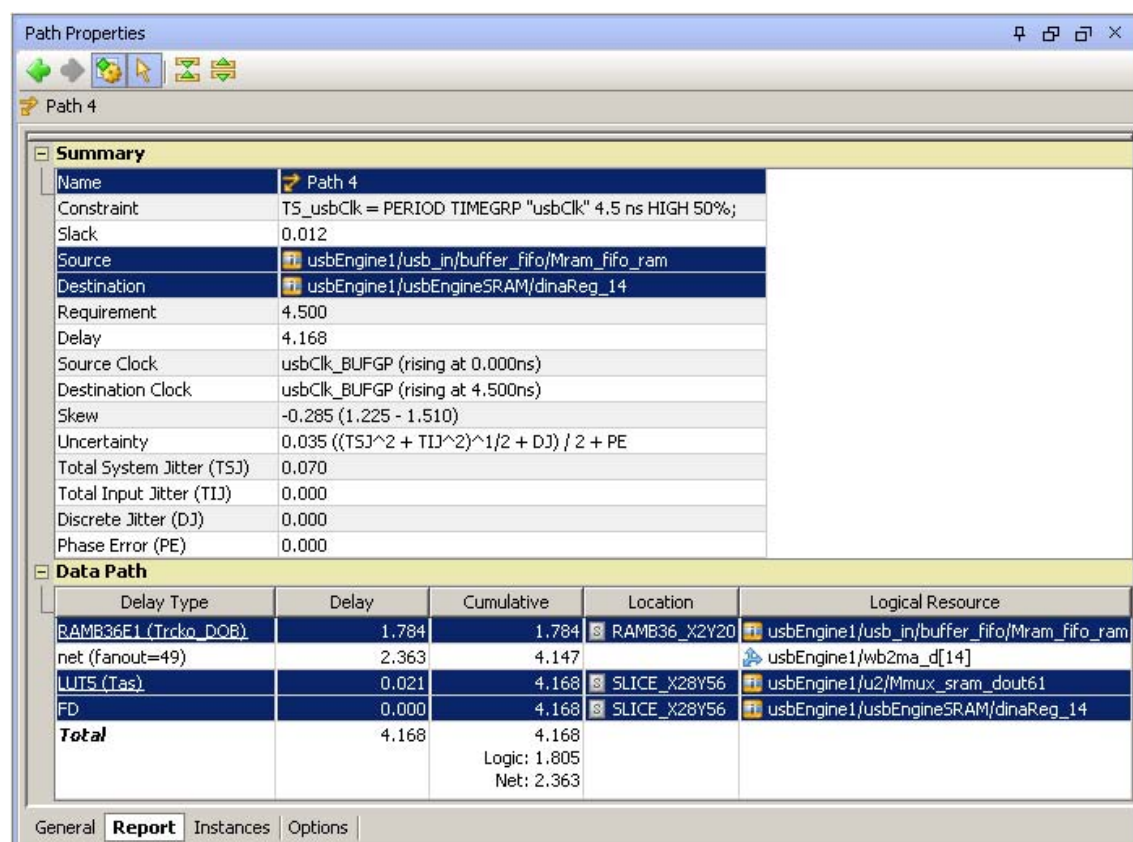 Path Properties
Path 4
Summary
Name Path 4
Constraint TS_usbClk = PERIOD TIMEGRP "usbClk" 4.5 ns HIGH 50%;
Slack 0.012
Source usbEngine1/usb_in/buffer_fifo/Mram_fifo_ram
Destination usbEngine1/usbEngineSRAM/dinaReg_14
Requirement 4.500
Delay 4.168
Source Clock usbClk_BUFGP (rising at 0.000ns)
Destination Clock usbClk_BUFGP (rising at 4.500ns)
Skew -0.285 (1.225 - 1.510)
Uncertainty 0.035 ((TSJ^2 + TIJ^2)^1/2 + DJ) / 2 + PE
Total System Jitter (TSJ) 0.070
Total Input Jitter (TIJ) 0.000
Discrete Jitter (DJ) 0.000
Phase Error (PE) 0.000
Data Path
Delay Type Delay Cumulative Location Logical Resource
RAMB36E1 (Trcko_DOB) 1.784 1.784 RAMB36_X2Y20 usbEngine1/usb_in/buffer_fifo/Mram_fifo_ram
net (fanout=49) 2.363 4.147 usbEngine1/wb2ma_d[14]
LUT5 (Tas) 0.021 4.168 SLICE_X28Y56 usbEngine1/u2/Mmux_sram_dout61
FD 0.000 4.168 SLICE_X28Y56 usbEngine1/usbEngineSRAM/dinaReg_14
Total 4.168 4.168
Logic: 1.805
Net: 2.363
General Report Instances Options